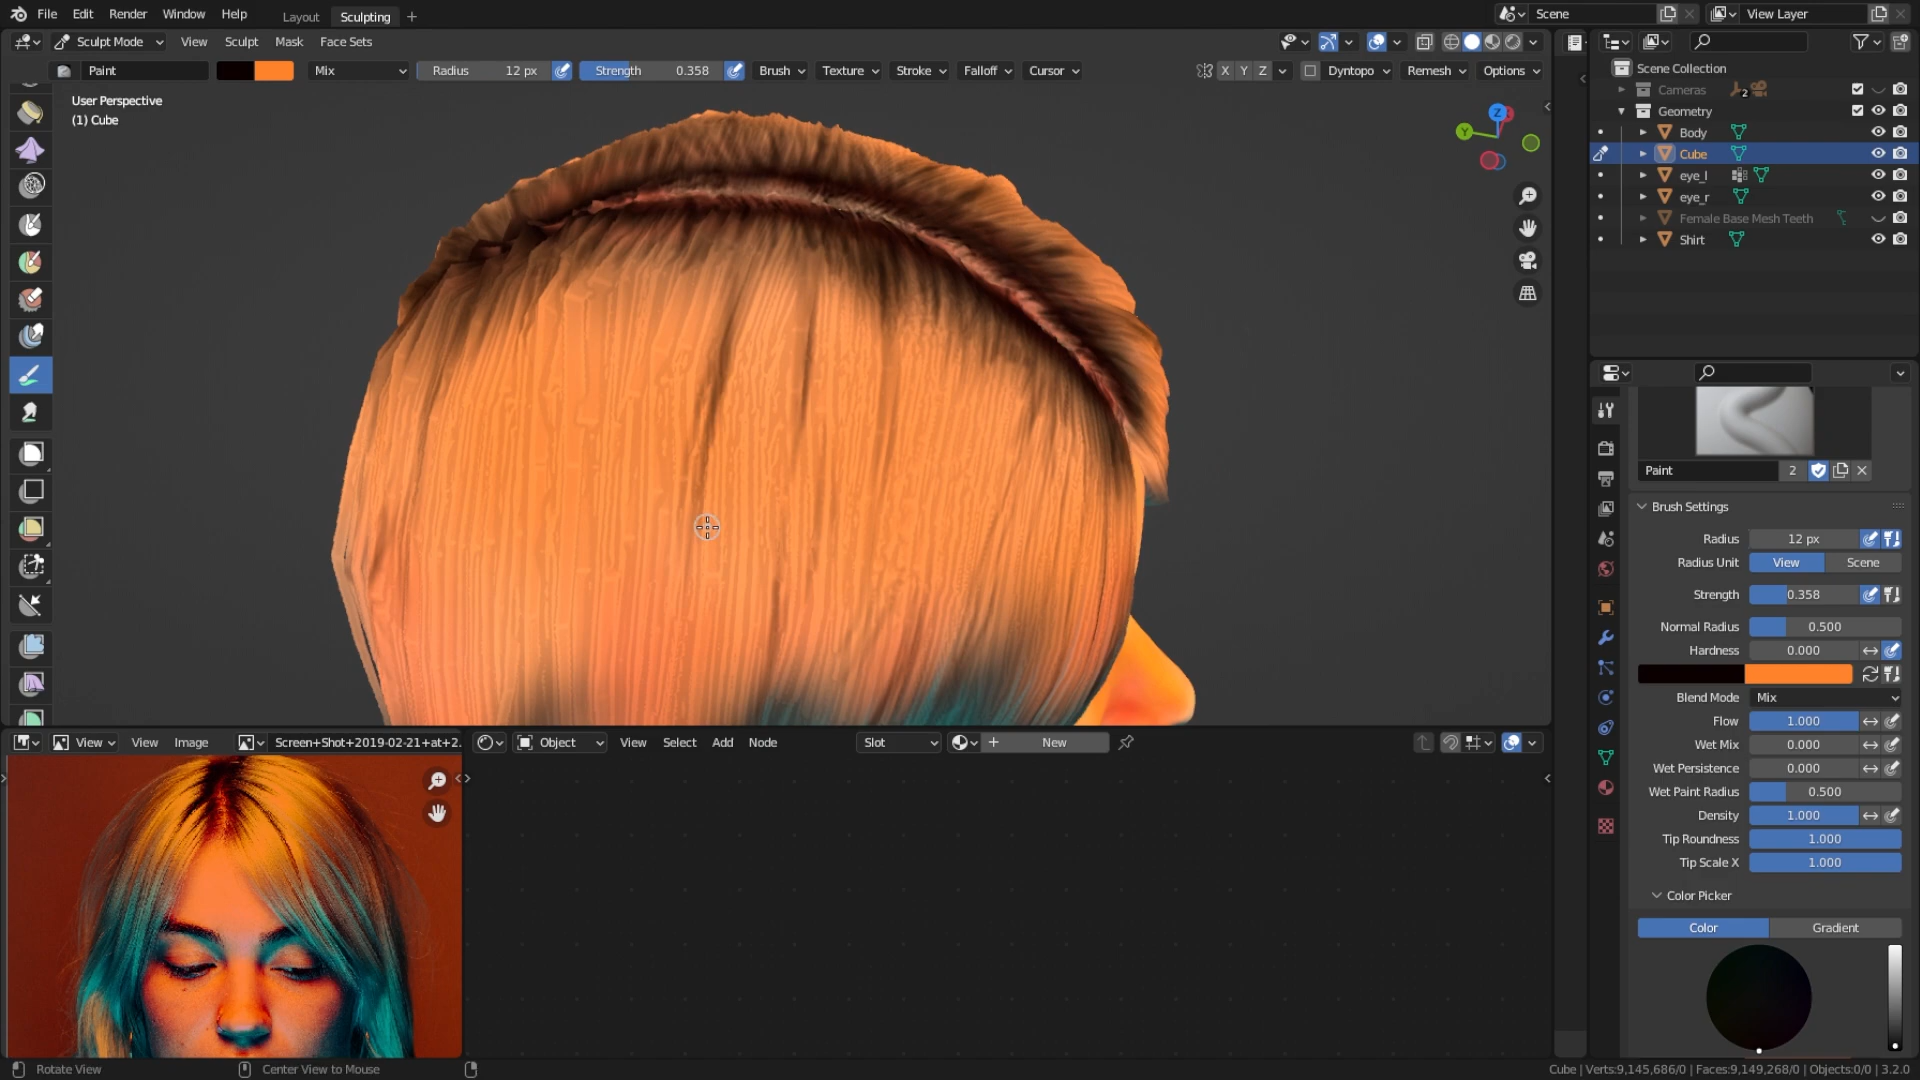 File Edit Render Window Help Layout Sculpting + Scene View Layer
Sculpt Mode View Sculpt Mask Face Sets
Paint Mix Radius 12 px Strength 0.358 Brush Texture Stroke Falloff Cursor X Y Z Dyntopo Remesh Options
User Perspective
(1) Cube
Z
Y
Scene Collection
Cameras 2
Geometry
Body
Cube
eye_l
eye_r
Female Base Mesh Teeth
Shirt
Paint 2
Brush Settings
Radius 12 px
Radius Unit View Scene
Strength 0.358
Normal Radius 0.500
Hardness 0.000
Blend Mode Mix
Flow 1.000
Wet Mix 0.000
Wet Persistence 0.000
Wet Paint Radius 0.500
Density 1.000
Tip Roundness 1.000
Tip Scale X 1.000
Color Picker
Color Gradient
View View Image Screen+Shot+2019-02-21+at+2.
Object View Select Add Node Slot New
Rotate View Center View to Mouse
Cube | Verts:9,145,686/0 | Faces:9,149,268/0 | Objects:0/0 | 3.2.0